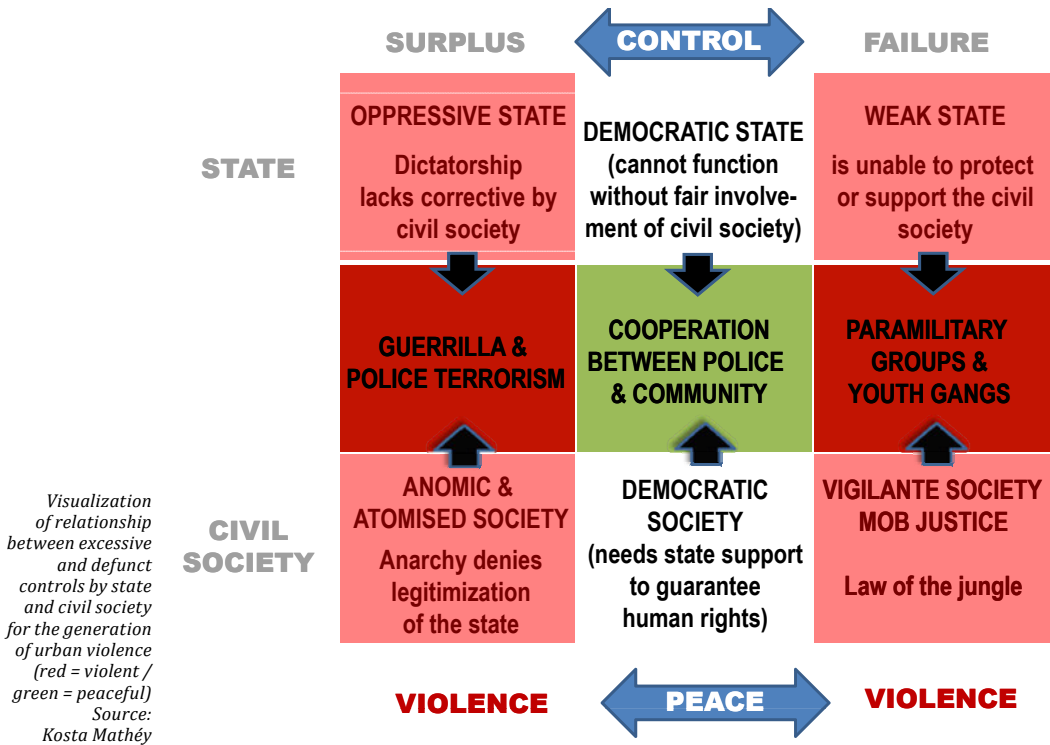 SURPLUS
CONTROL
FAILURE
STATE
OPPRESSIVE STATE
Dictatorship
lacks corrective by
civil society
DEMOCRATIC STATE
(cannot function
without fair involve-
ment of civil society)
WEAK STATE
is unable to protect
or support the civil
society
GUERRILLA &
POLICE TERRORISM
COOPERATION
BETWEEN POLICE
& COMMUNITY
PARAMILITARY
GROUPS &
YOUTH GANGS
CIVIL
SOCIETY
ANOMIC &
ATOMISED SOCIETY
Anarchy denies
legitimization
of the state
DEMOCRATIC
SOCIETY
(needs state support
to guarantee
human rights)
VIGILANTE SOCIETY
MOB JUSTICE
Law of the jungle
VIOLENCE
PEACE
VIOLENCE
Visualization
of relationship
between excessive
and defunct
controls by state
and civil society
for the generation
of urban violence
(red = violent /
green = peaceful)
Source:
Kosta Mathéy